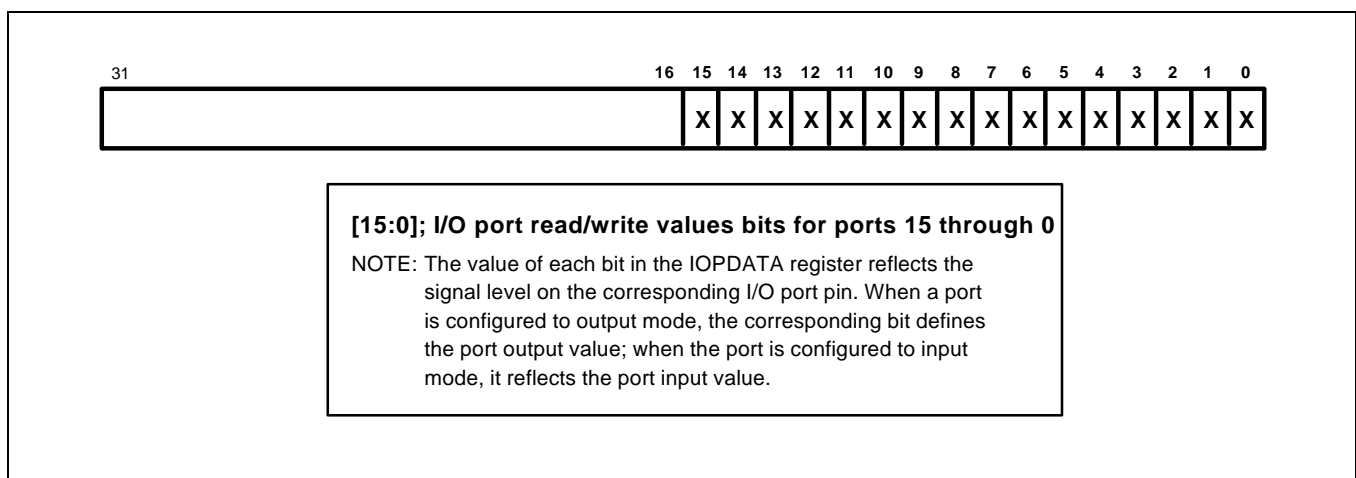 31 16 15 14 13 12 11 10 9 8 7 6 5 4 3 2 1 0
X X X X X X X X X X X X X X X X
[15:0]; I/O port read/write values bits for ports 15 through 0
NOTE: The value of each bit in the IOPDATA register reflects the
signal level on the corresponding I/O port pin. When a port
is configured to output mode, the corresponding bit defines
the port output value; when the port is configured to input
mode, it reflects the port input value.